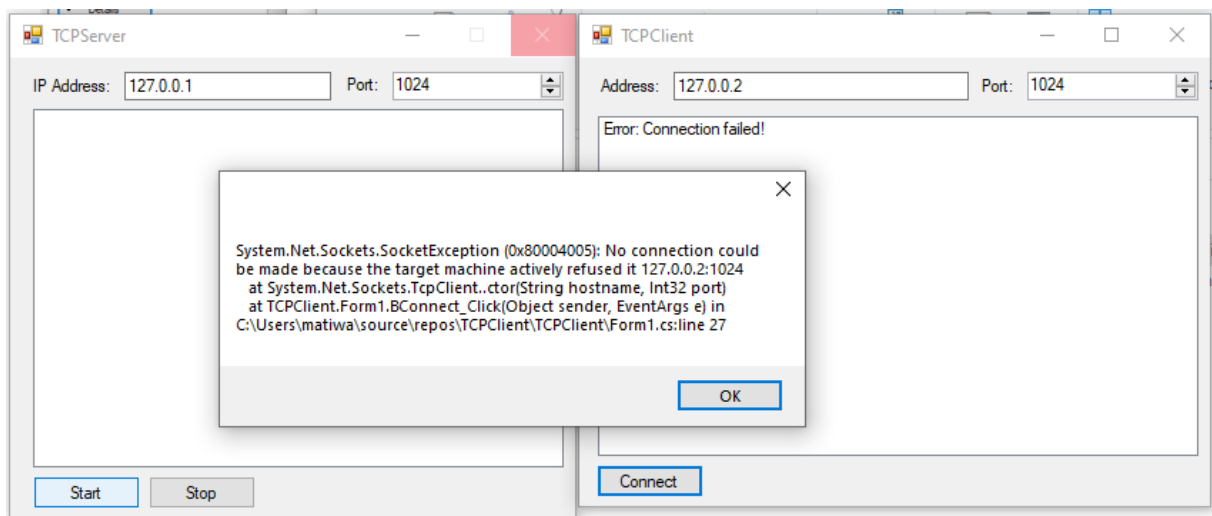 Details
TCPServer
TCPClient
IP Address: 127.0.0.1 Port: 1024
Address: 127.0.0.2 Port: 1024
Error: Connection failed!
System.Net.Sockets.SocketException (0x80004005): No connection could
be made because the target machine actively refused it 127.0.0.2:1024
at System.Net.Sockets.TcpClient..ctor(String hostname, Int32 port)
at TCPClient.Form1.BConnect_Click(Object sender, EventArgs e) in
C:\Users\matiwa\source\repos\TCPClient\TCPClient\Form1.cs:line 27
OK
Start Stop
Connect